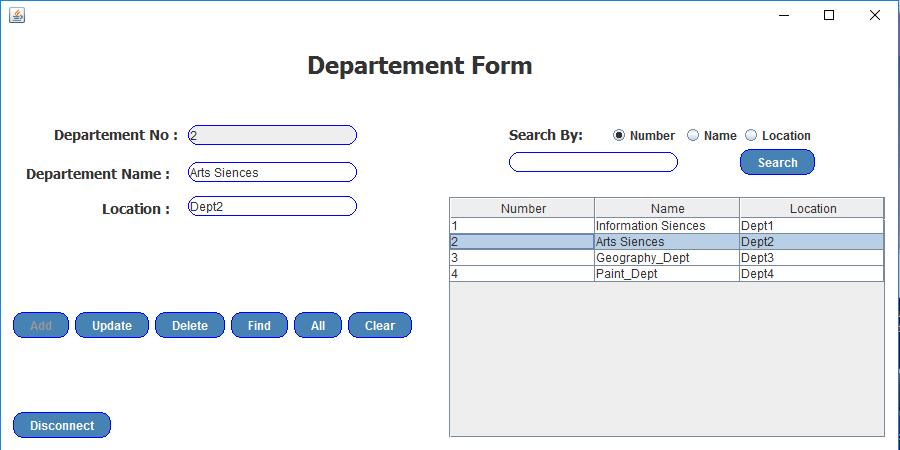 Departement Form
Departement No : 2
Departement Name : Arts Siences
Location : Dept2
Search By: Number Name Location
Search
Number Name Location
1 Information Siences Dept1
2 Arts Siences Dept2
3 Geography_Dept Dept3
4 Paint_Dept Dept4
Add Update Delete Find All Clear
Disconnect